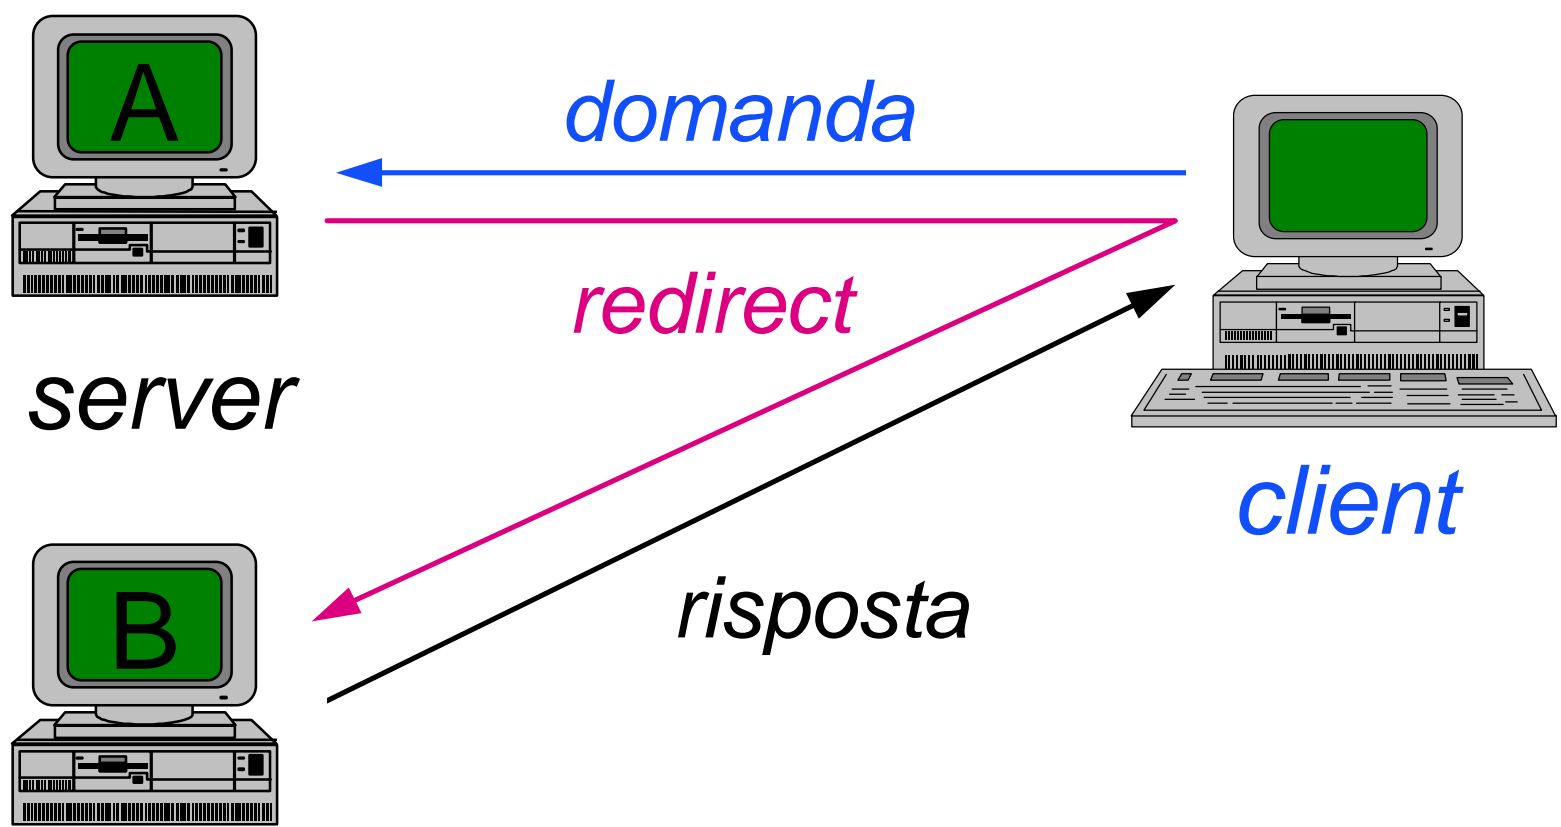 A
domanda
redirect
server
client
risposta
B